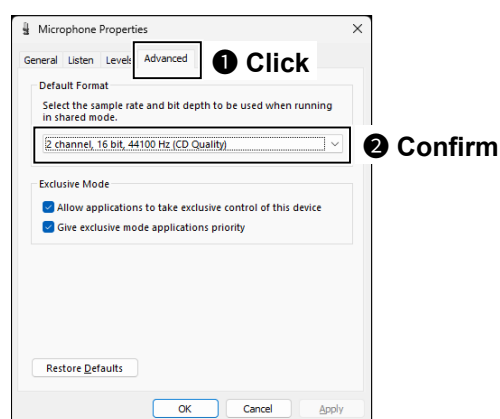 Microphone Properties
General Listen Levels Advanced
❶ Click
Default Format
Select the sample rate and bit depth to be used when running
in shared mode.
2 channel, 16 bit, 44100 Hz (CD Quality)
❷ Confirm
Exclusive Mode
Allow applications to take exclusive control of this device
Give exclusive mode applications priority
Restore Defaults
OK Cancel Apply